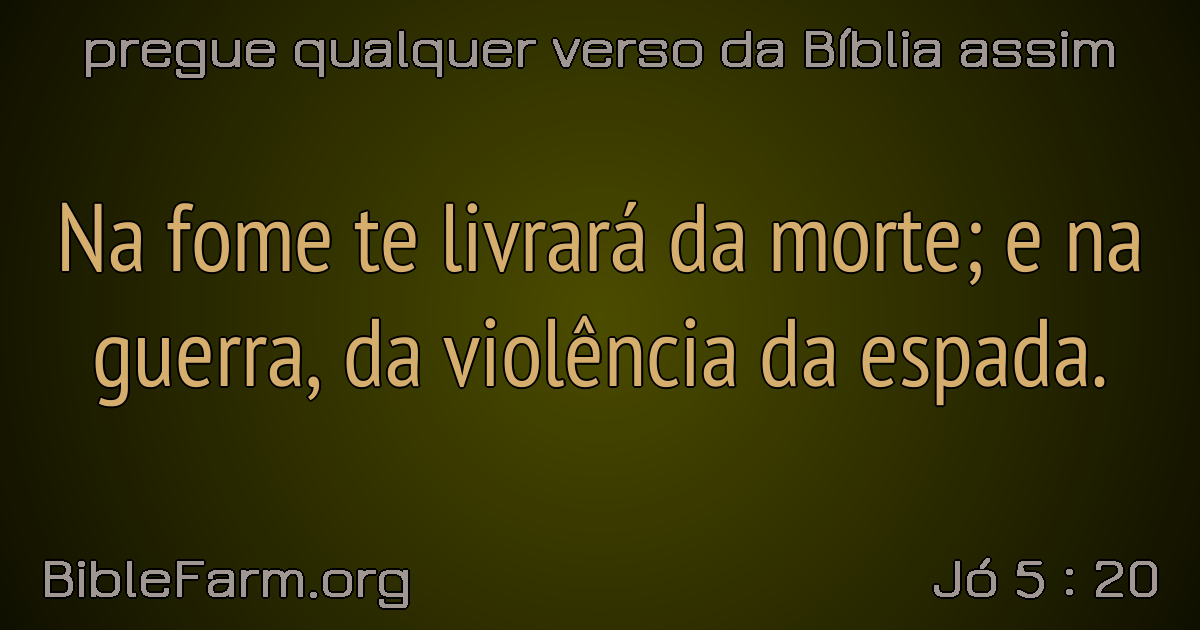 pregue qualquer verso da Bíblia assim
Na fome te livrará da morte; e na
guerra, da violência da espada.
BibleFarm.org
Jó 5 : 20